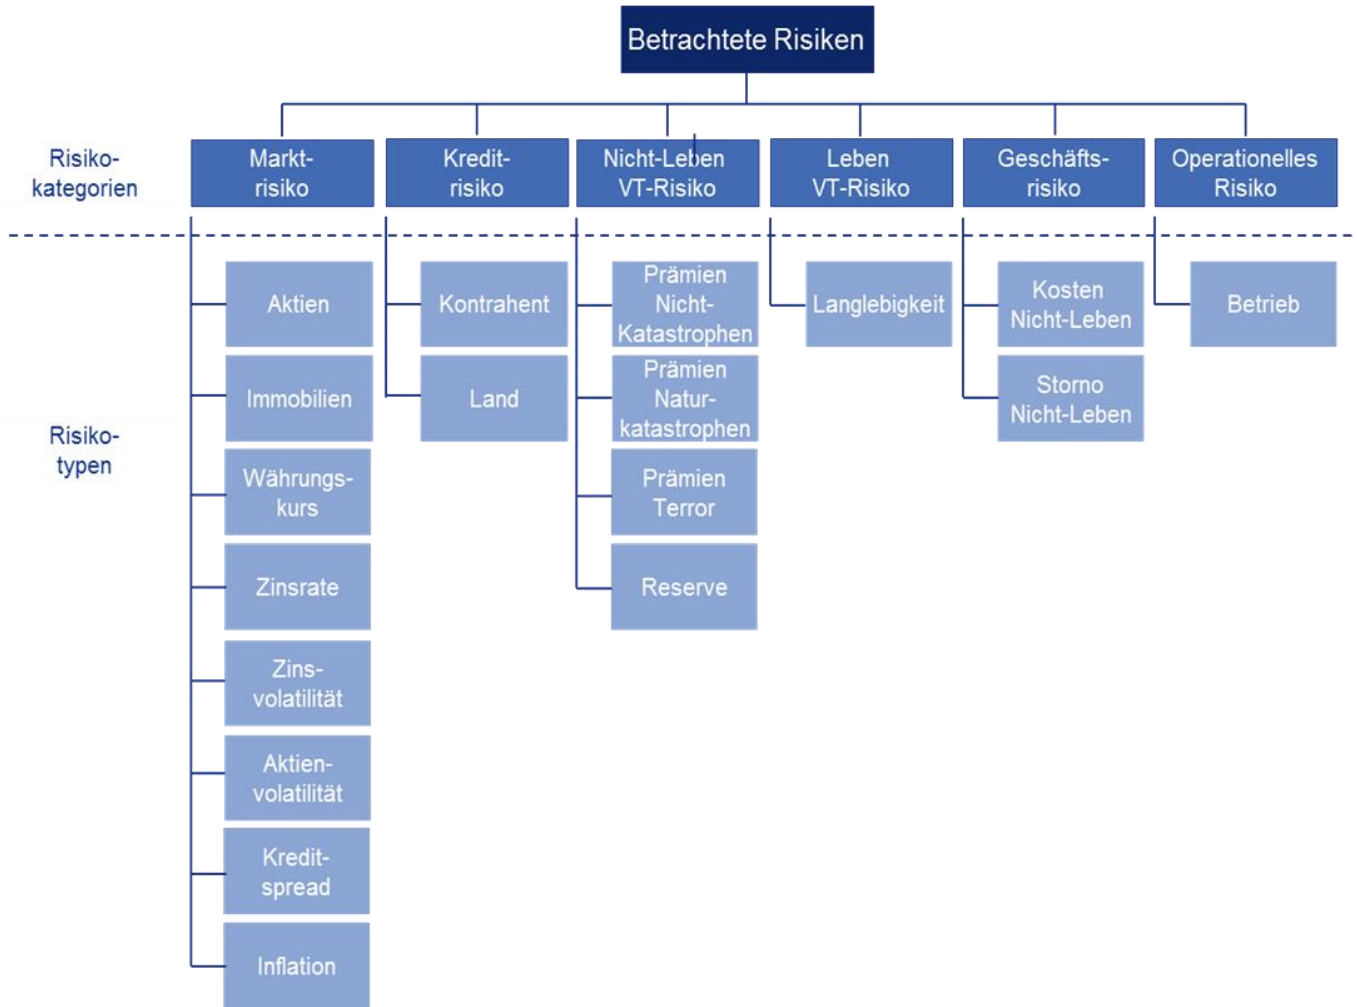 Betrachtete Risiken
Risiko-
kategorien
Markt-
risiko
Kredit-
risiko
Nicht-Leben
VT-Risiko
Leben
VT-Risiko
Geschäfts-
risiko
Operationelles
Risiko
Risiko-
typen
Aktien
Immobilien
Währungs-
kurs
Zinsrate
Zins-
volatilität
Aktien-
volatilität
Kredit-
spread
Inflation
Kontrahent
Land
Prämien
Nicht-
Katastrophen
Prämien
Natur-
katastrophen
Prämien
Terror
Reserve
Langlebigkeit
Kosten
Nicht-Leben
Storno
Nicht-Leben
Betrieb